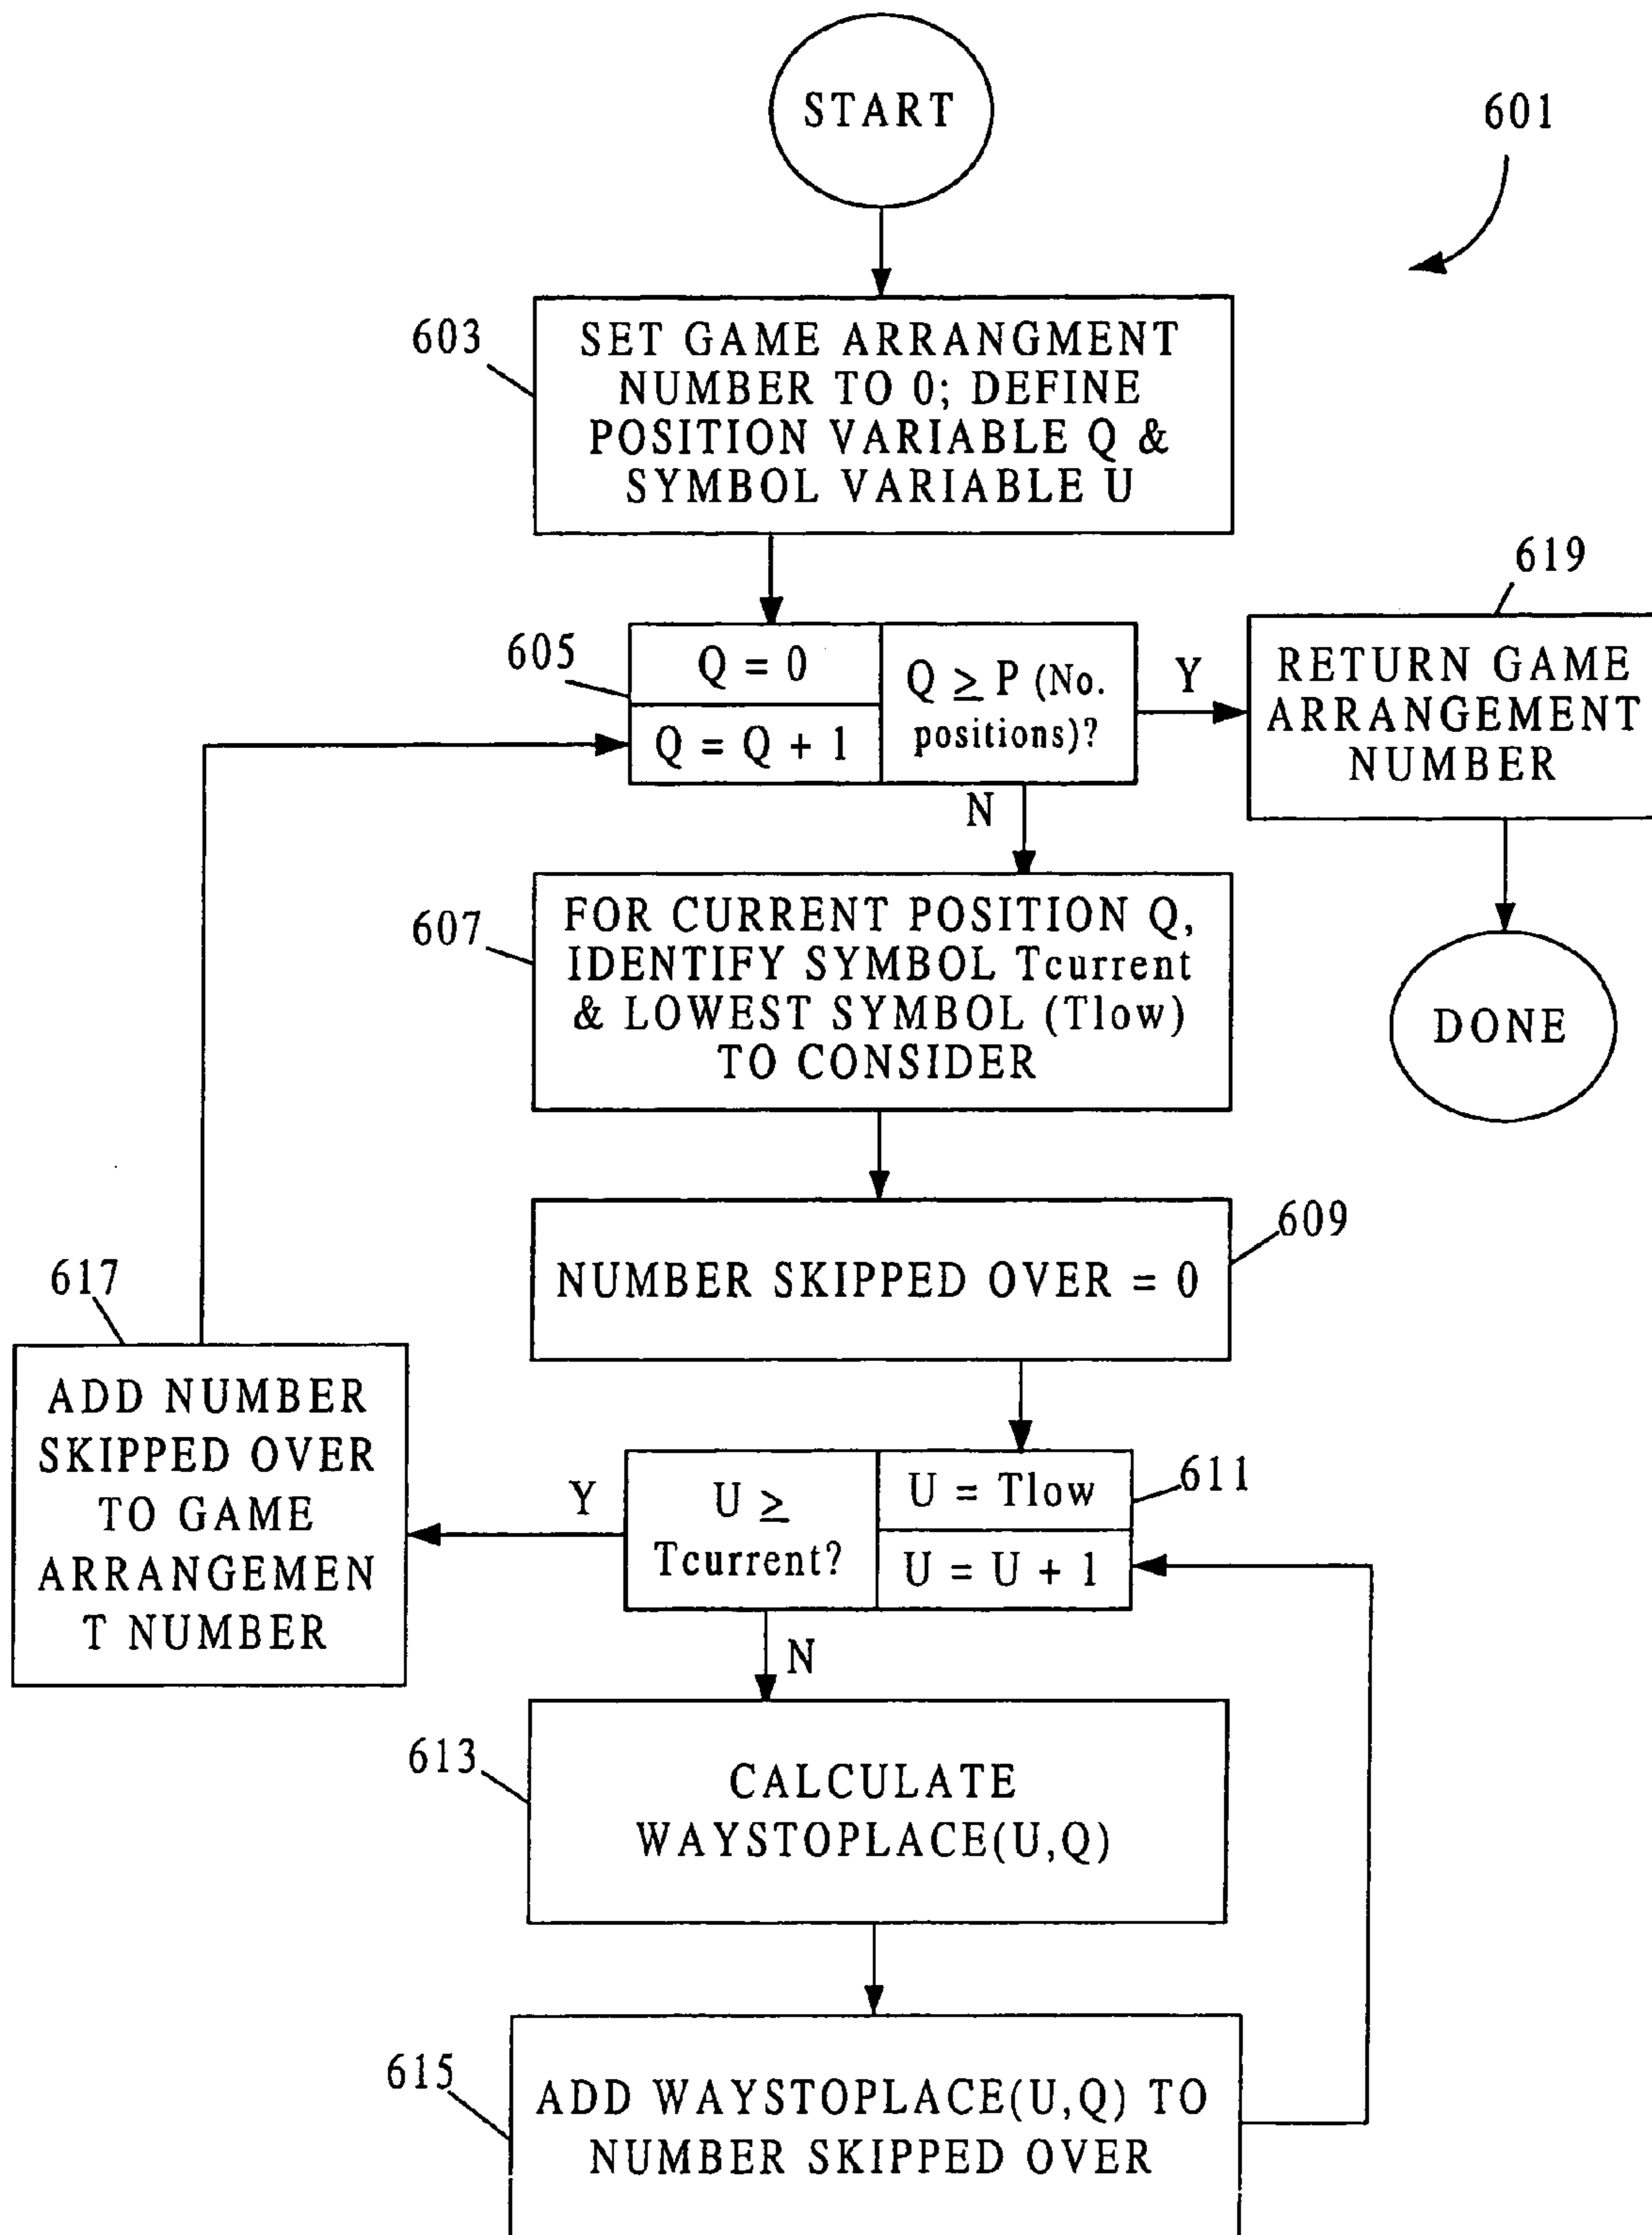 START
601
603
SET GAME ARRANGMENT
NUMBER TO 0; DEFINE
POSITION VARIABLE Q &
SYMBOL VARIABLE U
619
605
Q = 0
Q = Q + 1
Q ≥ P (No.
positions)?
Y
RETURN GAME
ARRANGEMENT
NUMBER
N
607
FOR CURRENT POSITION Q,
IDENTIFY SYMBOL Tcurrent
& LOWEST SYMBOL (Tlow)
TO CONSIDER
DONE
609
NUMBER SKIPPED OVER = 0
617
ADD NUMBER
SKIPPED OVER
TO GAME
ARRANGEMEN
T NUMBER
Y
U ≥
Tcurrent?
U = Tlow
U = U + 1
611
N
613
CALCULATE
WAYSTOPLACE(U,Q)
615
ADD WAYSTOPLACE(U,Q) TO
NUMBER SKIPPED OVER